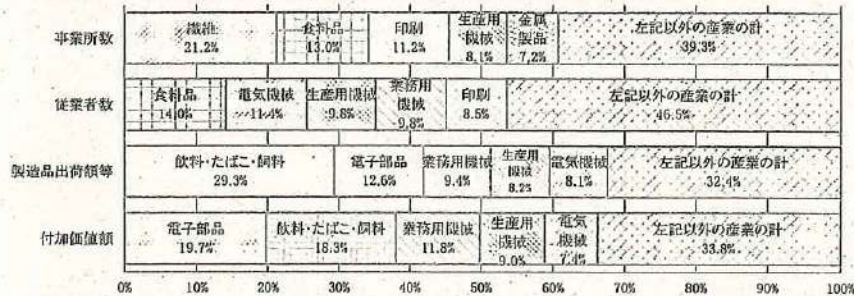 事業所数
繊維
21.2%
食料品
13.0%
印刷
11.2%
生産用
機械
8.1%
金属
製品
7.2%
左記以外の産業の計
39.3%
従業者数
食料品
14.0%
電気機械
11.4%
生産用機械
9.8%
業務用
機械
9.8%
印刷
8.5%
左記以外の産業の計
46.5%
製造品出荷額等
飲料・たばこ・飼料
29.3%
電子部品
12.6%
業務用機械
9.4%
生産用
機械
8.2%
電気機械
8.1%
左記以外の産業の計
32.4%
付加価値額
電子部品
19.7%
飲料・たばこ・飼料
18.3%
業務用機械
11.8%
生産用
機械
9.0%
電気
機械
7.4%
左記以外の産業の計
33.8%
0% 10% 20% 30% 40% 50% 60% 70% 80% 90% 100%